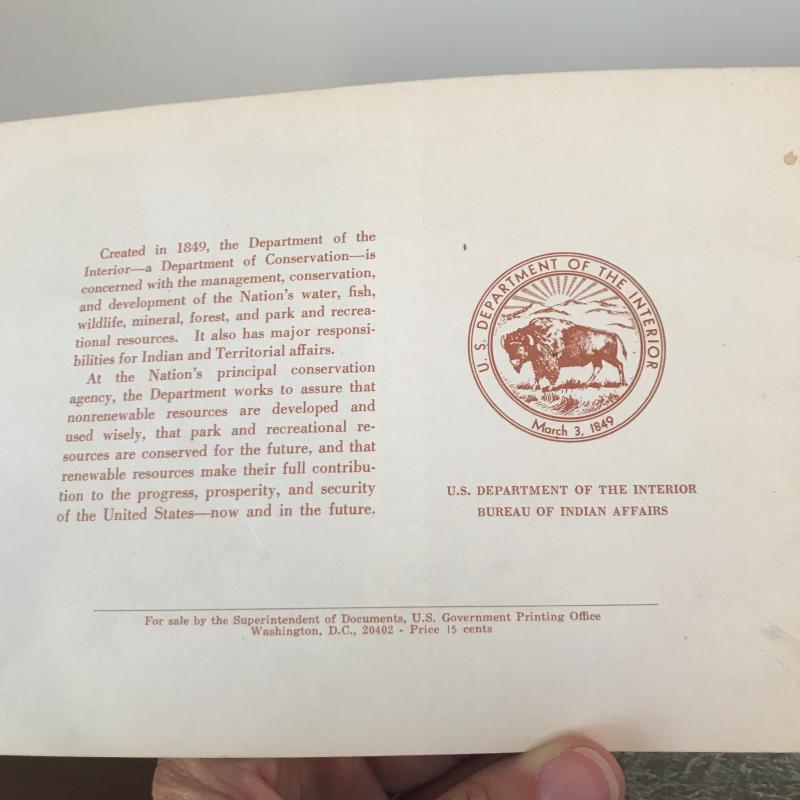 Created in 1849, the Department of the
Interior—a Department of Conservation—is
concerned with the management, conservation,
and development of the Nation's water, fish,
wildlife, mineral, forest, and park and recrea-
tional resources. It also has major responsi-
bilities for Indian and Territorial affairs.
At the Nation's principal conservation
agency, the Department works to assure that
nonrenewable resources are developed and
used wisely, that park and recreational re-
sources are conserved for the future, and that
renewable resources make their full contribu-
tion to the progress, prosperity, and security
of the United States—now and in the future.
U. S. DEPARTMENT OF THE INTERIOR
March 3, 1849
U.S. DEPARTMENT OF THE INTERIOR
BUREAU OF INDIAN AFFAIRS
For sale by the Superintendent of Documents, U.S. Government Printing Office
Washington, D.C., 20402 - Price 15 cents